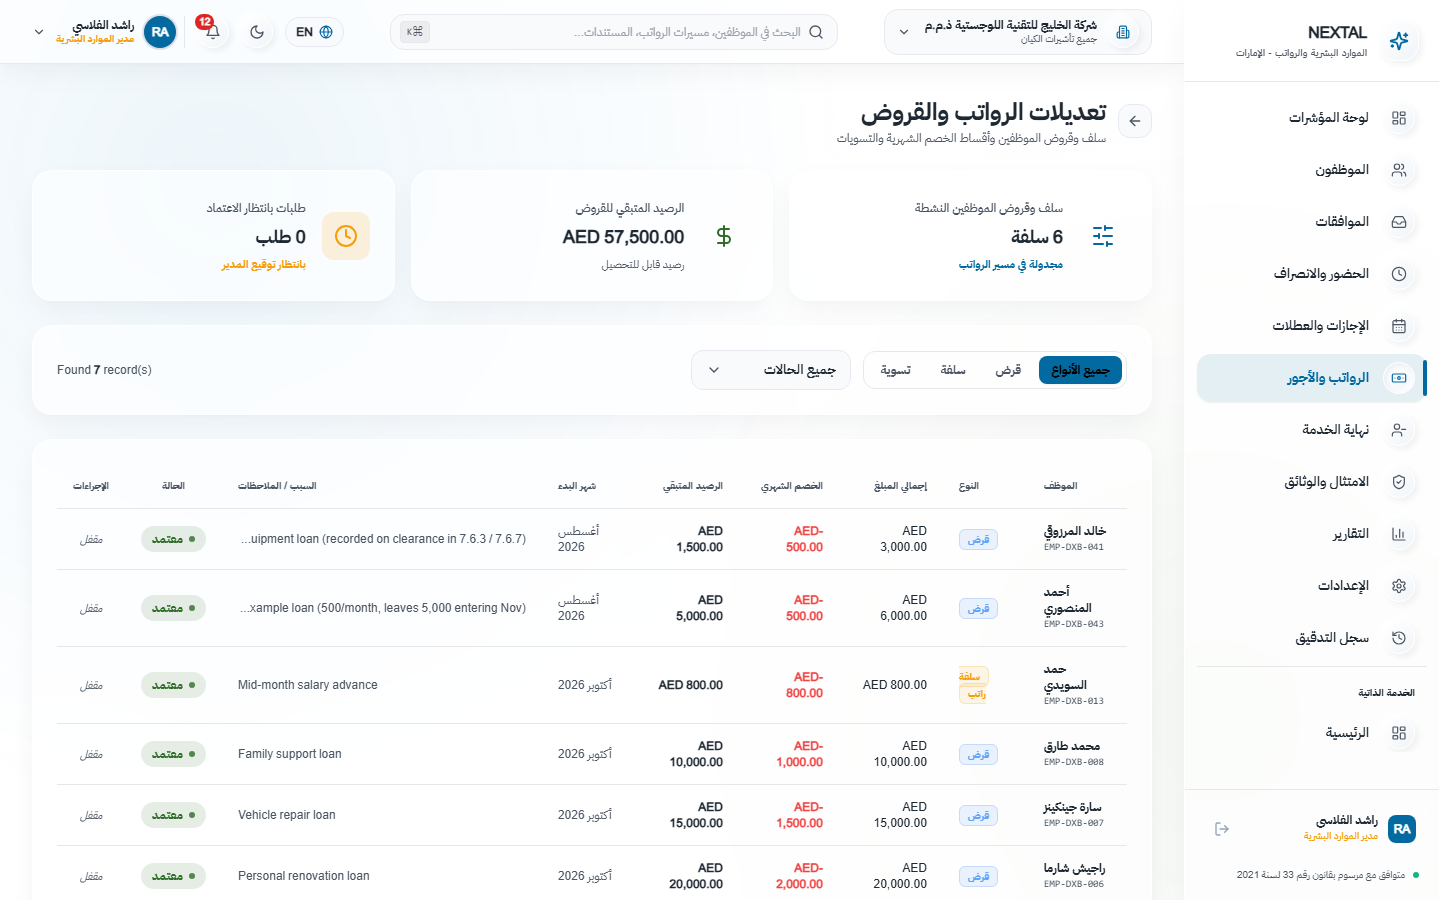 NEXTAL
الموارد البشرية والرواتب - الإمارات
لوحة المؤشرات
الموظفون
الموافقات
الحضور والانصراف
الإجازات والعطلات
الرواتب والأجور
نهاية الخدمة
الامتثال والوثائق
التقارير
الإعدادات
سجل التدقيق
الخدمة الذاتية
الرئيسية
RA
راشد الفلاسي
مدير الموارد البشرية
متوافق مع مرسوم بقانون رقم 33 لسنة 2021
شركة الخليج للتقنية اللوجستية ذ.م.م
جميع تأشيرات الكيان
البحث في الموظفين، مسيرات الرواتب، المستندات...
⌘K
EN
12
RA
راشد الفلاسي
مدير الموارد البشرية
تعديلات الرواتب والقروض
سلف وقروض الموظفين وأقساط الخصم الشهرية والتسويات
سلف وقروض الموظفين النشطة
6 سلفة
مجدولة في مسير الرواتب
الرصيد المتبقي للقروض
AED 57,500.00
رصيد قابل للتحصيل
طلبات بانتظار الاعتماد
0 طلب
بانتظار توقيع المدير
جميع الأنواع
قرض
سلفة
تسوية
جميع الحالات
Found 7 record(s)
الموظف النوع إجمالي المبلغ الخصم الشهري الرصيد المتبقي شهر البدء السبب / الملاحظات الحالة الإجراءات
خالد المرزوقي
EMP-DXB-041
قرض
AED 3,000.00
AED-500.00
AED 1,500.00
أغسطس 2026
...uipment loan (recorded on clearance in 7.6.3 / 7.6.7)
معتمد
مقفل
أحمد المنصوري
EMP-DXB-043
قرض
AED 6,000.00
AED-500.00
AED 5,000.00
أغسطس 2026
...xample loan (500/month, leaves 5,000 entering Nov)
معتمد
مقفل
حمد السويدي
EMP-DXB-013
سلفة راتب
AED 800.00
AED-800.00
AED 800.00
أكتوبر 2026
Mid-month salary advance
معتمد
مقفل
محمد طارق
EMP-DXB-008
قرض
AED 10,000.00
AED-1,000.00
AED 10,000.00
أكتوبر 2026
Family support loan
معتمد
مقفل
سارة جينكينز
EMP-DXB-007
قرض
AED 15,000.00
AED-1,500.00
AED 15,000.00
أكتوبر 2026
Vehicle repair loan
معتمد
مقفل
راجيش شارما
EMP-DXB-006
قرض
AED 20,000.00
AED-2,000.00
AED 20,000.00
أكتوبر 2026
Personal renovation loan
معتمد
مقفل